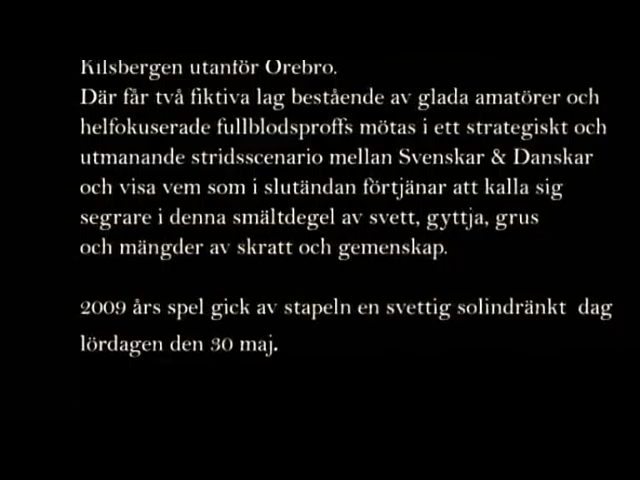 Kilsbergen utanför Örebro.
Där får två fiktiva lag bestående av glada amatörer och
helfokuserade fullblodsproffs mötas i ett strategiskt och
utmanande stridsscenario mellan Svenskar & Danskar
och visa vem som i slutändan förtjänar att kalla sig
segrare i denna smältdegel av svett, gyttja, grus
och mängder av skratt och gemenskap.
2009 års spel gick av stapeln en svettig solindränkt dag
lördagen den 30 maj.